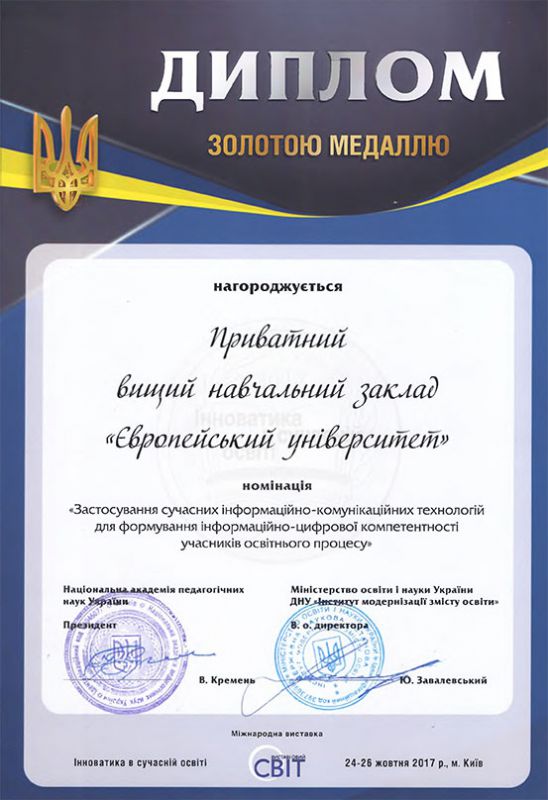 ДИПЛОМ
ЗОЛОТОЮ МЕДАЛЛЮ
нагороджується
Приватний
вищий навчальний заклад
«Європейський університет»
номінація
«Застосування сучасних інформаційно-комунікаційних технологій
для формування інформаційно-цифрової компетентності
учасників освітнього процесу»
Національна академія педагогічних
наук України
Президент
В. Кремень
Міністерство освіти і науки України
ДНУ «Інститут модернізації змісту освіти»
В. о. директора
Ю. Завалевський
Міжнародна виставка
Інноватика в сучасній освіті
ВИСТАВКОВИЙ
СВІТ
24-26 жовтня 2017 р., м. Київ